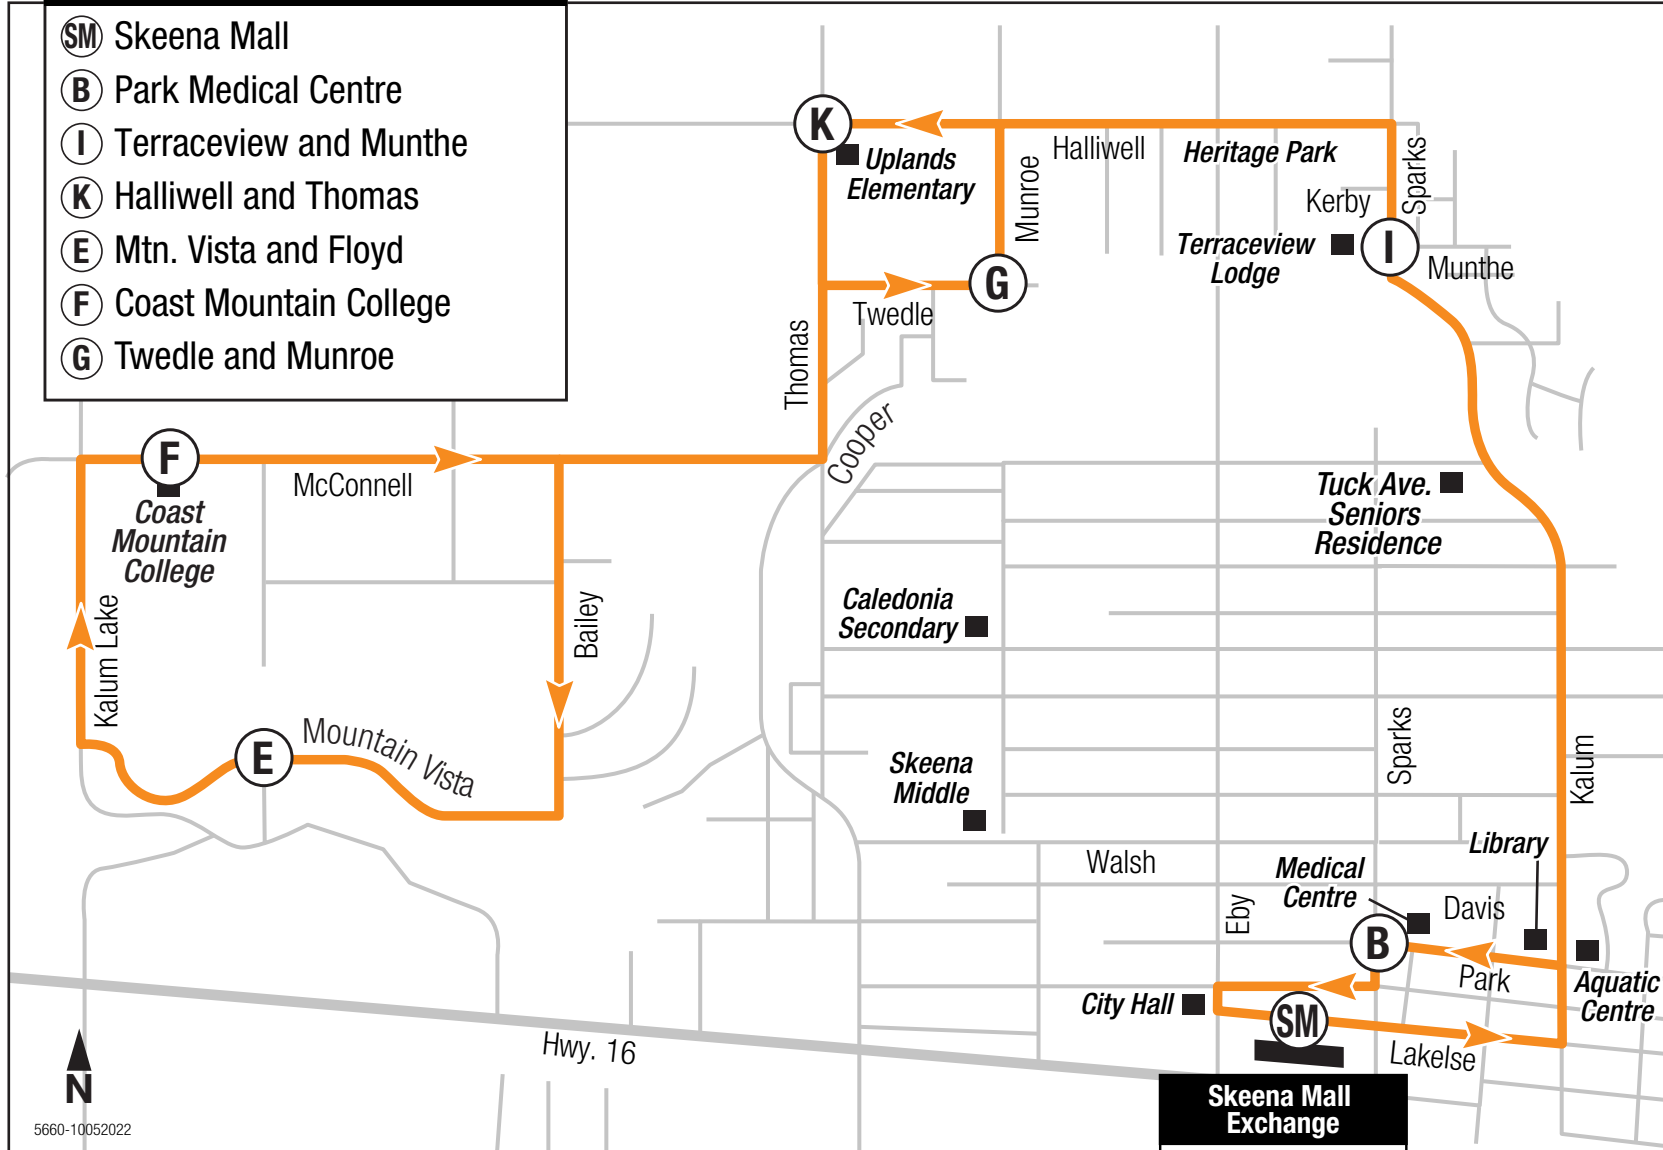 SM Skeena Mall
B Park Medical Centre
I Terraceview and Munthe
K Halliwell and Thomas
E Mtn. Vista and Floyd
F Coast Mountain College
G Twedle and Munroe
K
Uplands
Elementary
Halliwell
Heritage Park
Sparks
Kerby
Munroe
Terraceview
Lodge
I
Munthe
G
Twedle
Thomas
Cooper
F
McConnell
Coast
Mountain
College
Tuck Ave.
Seniors
Residence
Kalum Lake
Bailey
Caledonia
Secondary
E
Mountain Vista
Skeena
Middle
Sparks
Kalum
Walsh
Library
Medical
Centre
Eby
Davis
B
Park
Aquatic
Centre
City Hall
SM
Lakelse
Hwy. 16
Skeena Mall
Exchange
N
5660-10052022